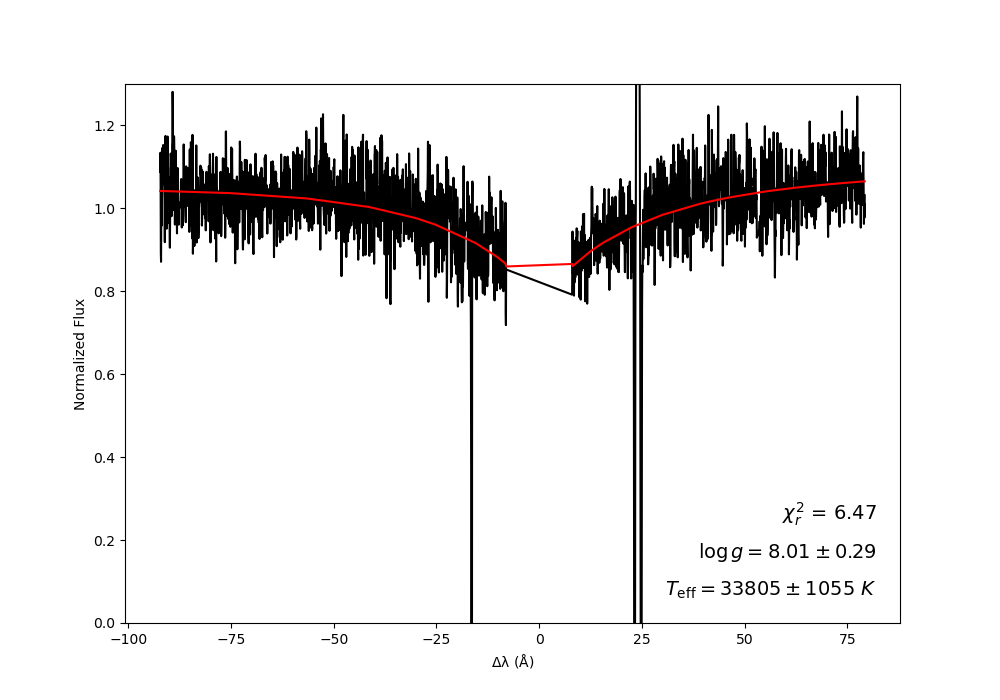 1.2
1.0
0.8
0.6
0.4
0.2
0.0
Normalized Flux
χ²ᵣ = 6.47
log g = 8.01 ± 0.29
T_eff = 33805 ± 1055 K
−100 −75 −50 −25 0 25 50 75
Δλ (Å)